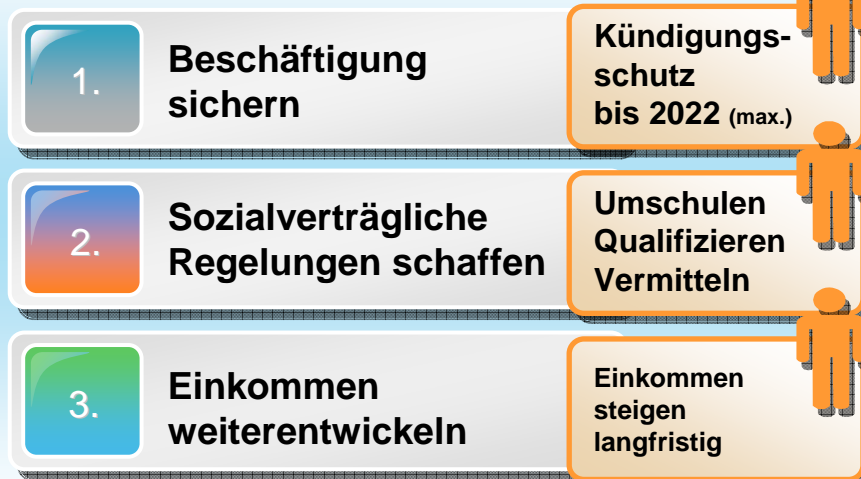 1.
Beschäftigung
sichern
Kündigungs-
schutz
bis 2022 (max.)
2.
Sozialverträgliche
Regelungen schaffen
Umschulen
Qualifizieren
Vermitteln
3.
Einkommen
weiterentwickeln
Einkommen
steigen
langfristig